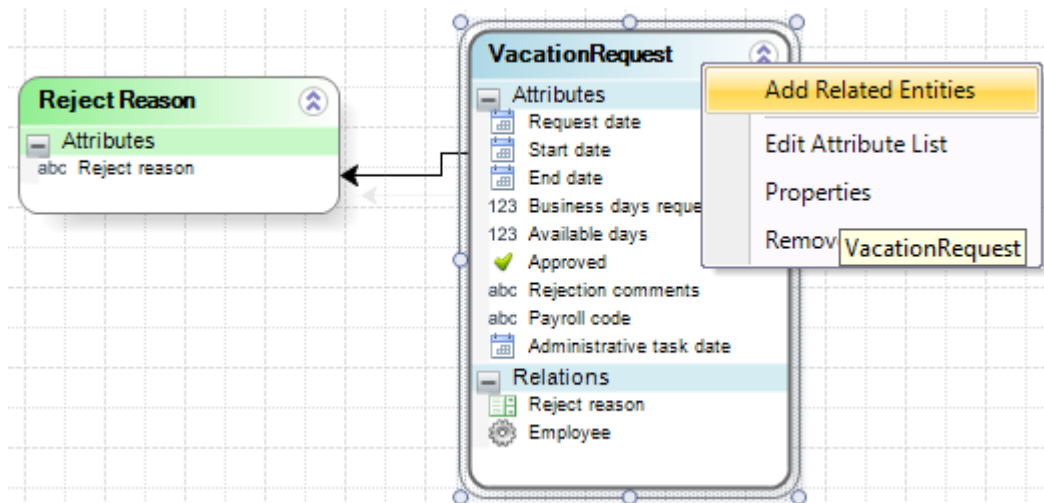 Reject Reason
Attributes
abc Reject reason
VacationRequest
Attributes
Request date
Start date
End date
123 Business days reque
123 Available days
Approved
abc Rejection comments
abc Payroll code
Administrative task date
Relations
Reject reason
Employee
Add Related Entities
Edit Attribute List
Properties
Remov
VacationRequest